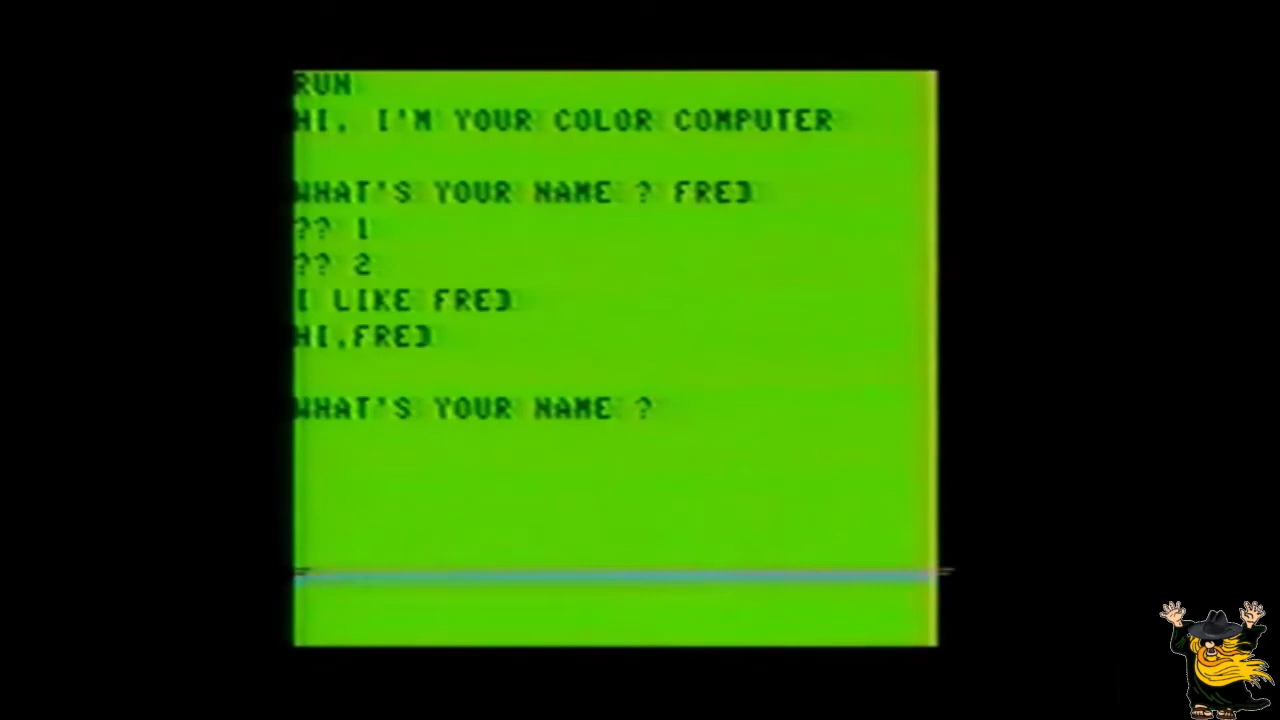 RUN
HI, I'M YOUR COLOR COMPUTER
WHAT'S YOUR NAME ? FRED
?? 1
?? 2
I LIKE FRED
HI,FRED
WHAT'S YOUR NAME ?